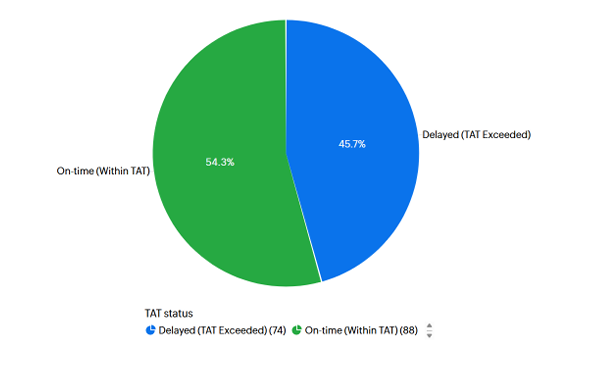 45.7%
Delayed (TAT Exceeded)
54.3%
On-time (Within TAT)
TAT status
Delayed (TAT Exceeded) (74) On-time (Within TAT) (88)